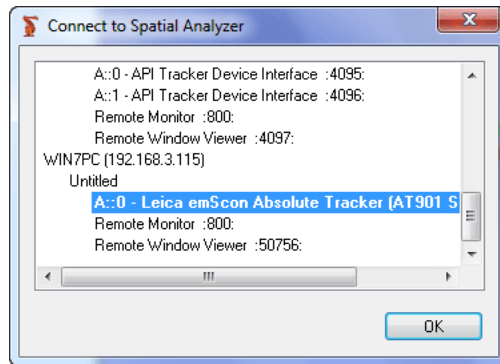 Connect to Spatial Analyzer
A::0 - API Tracker Device Interface :4095:
A::1 - API Tracker Device Interface :4096:
Remote Monitor :800:
Remote Window Viewer :4097:
WIN7PC (192.168.3.115)
Untitled
A::0 - Leica emScon Absolute Tracker (AT901 S
Remote Monitor :800:
Remote Window Viewer :50756:
OK